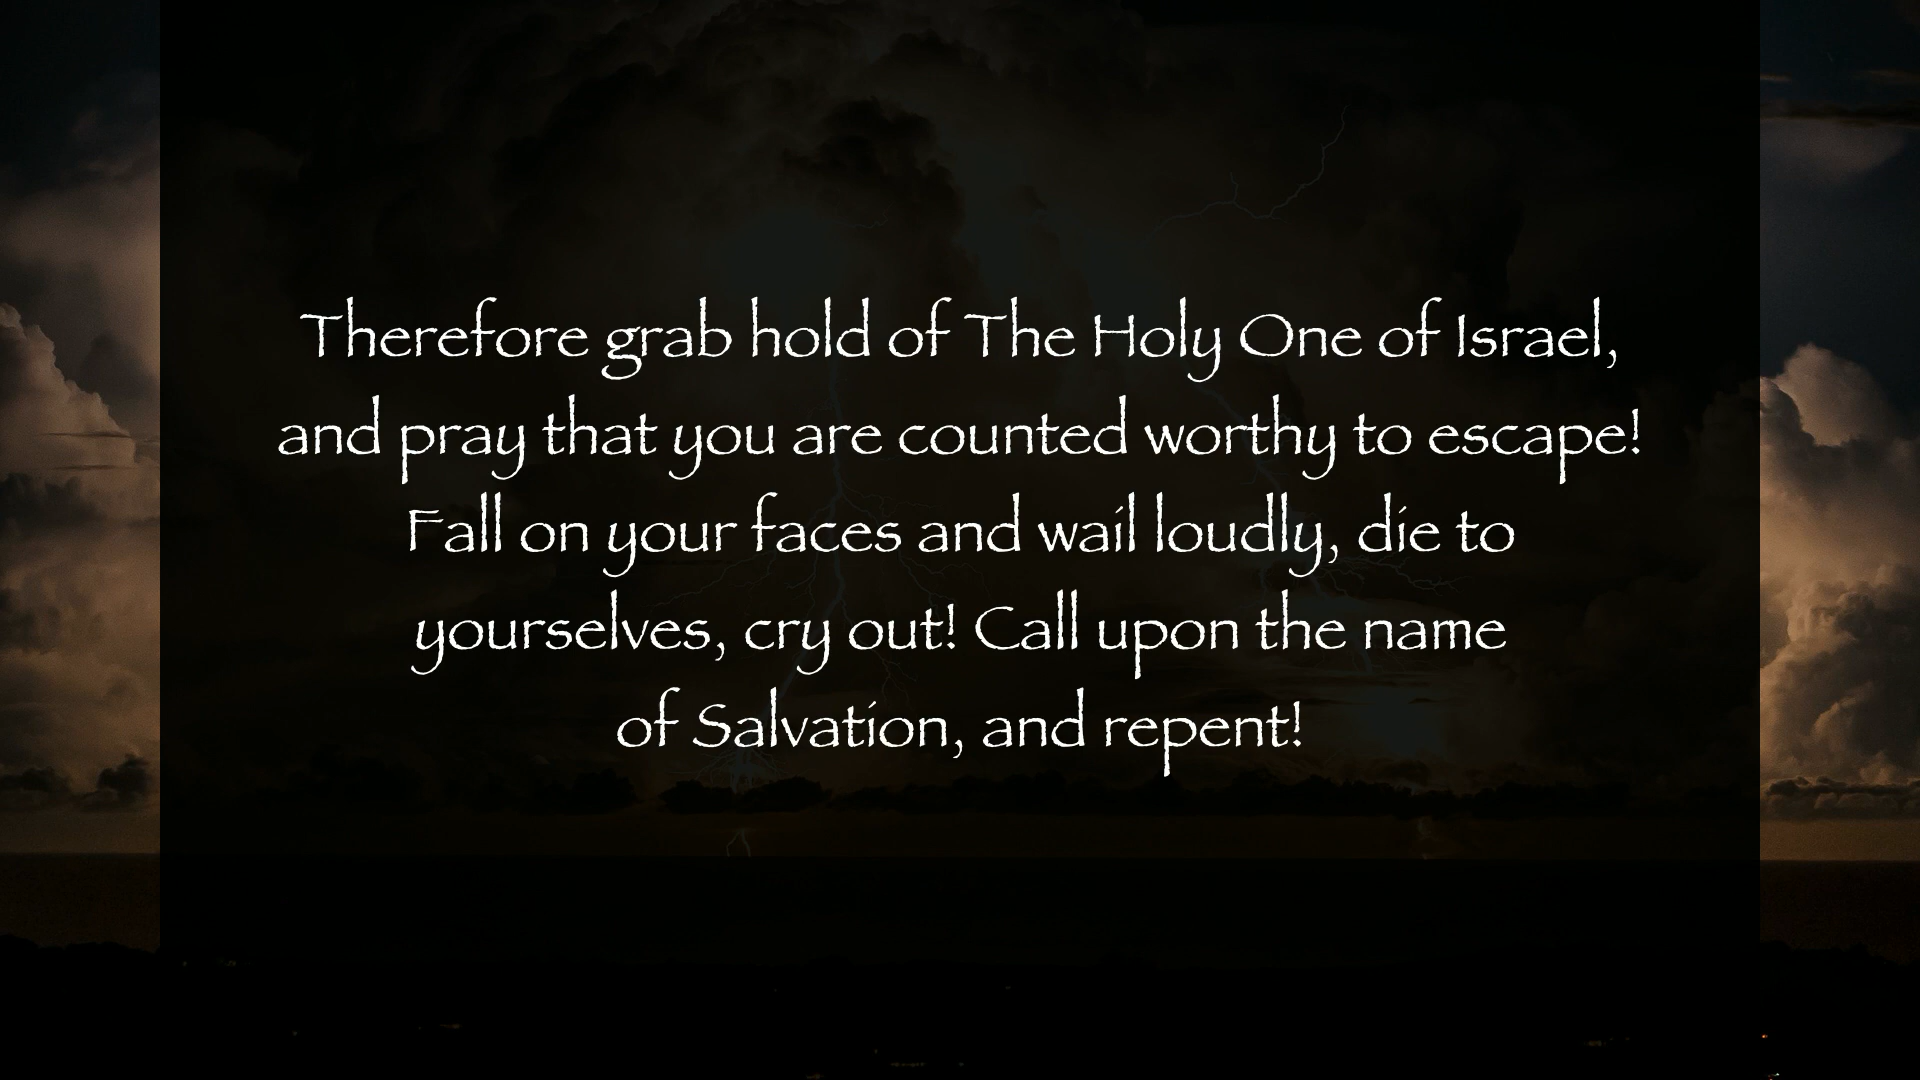 Therefore grab hold of The Holy One of Israel,
and pray that you are counted worthy to escape!
Fall on your faces and wail loudly, die to
yourselves, cry out! Call upon the name
of Salvation, and repent!